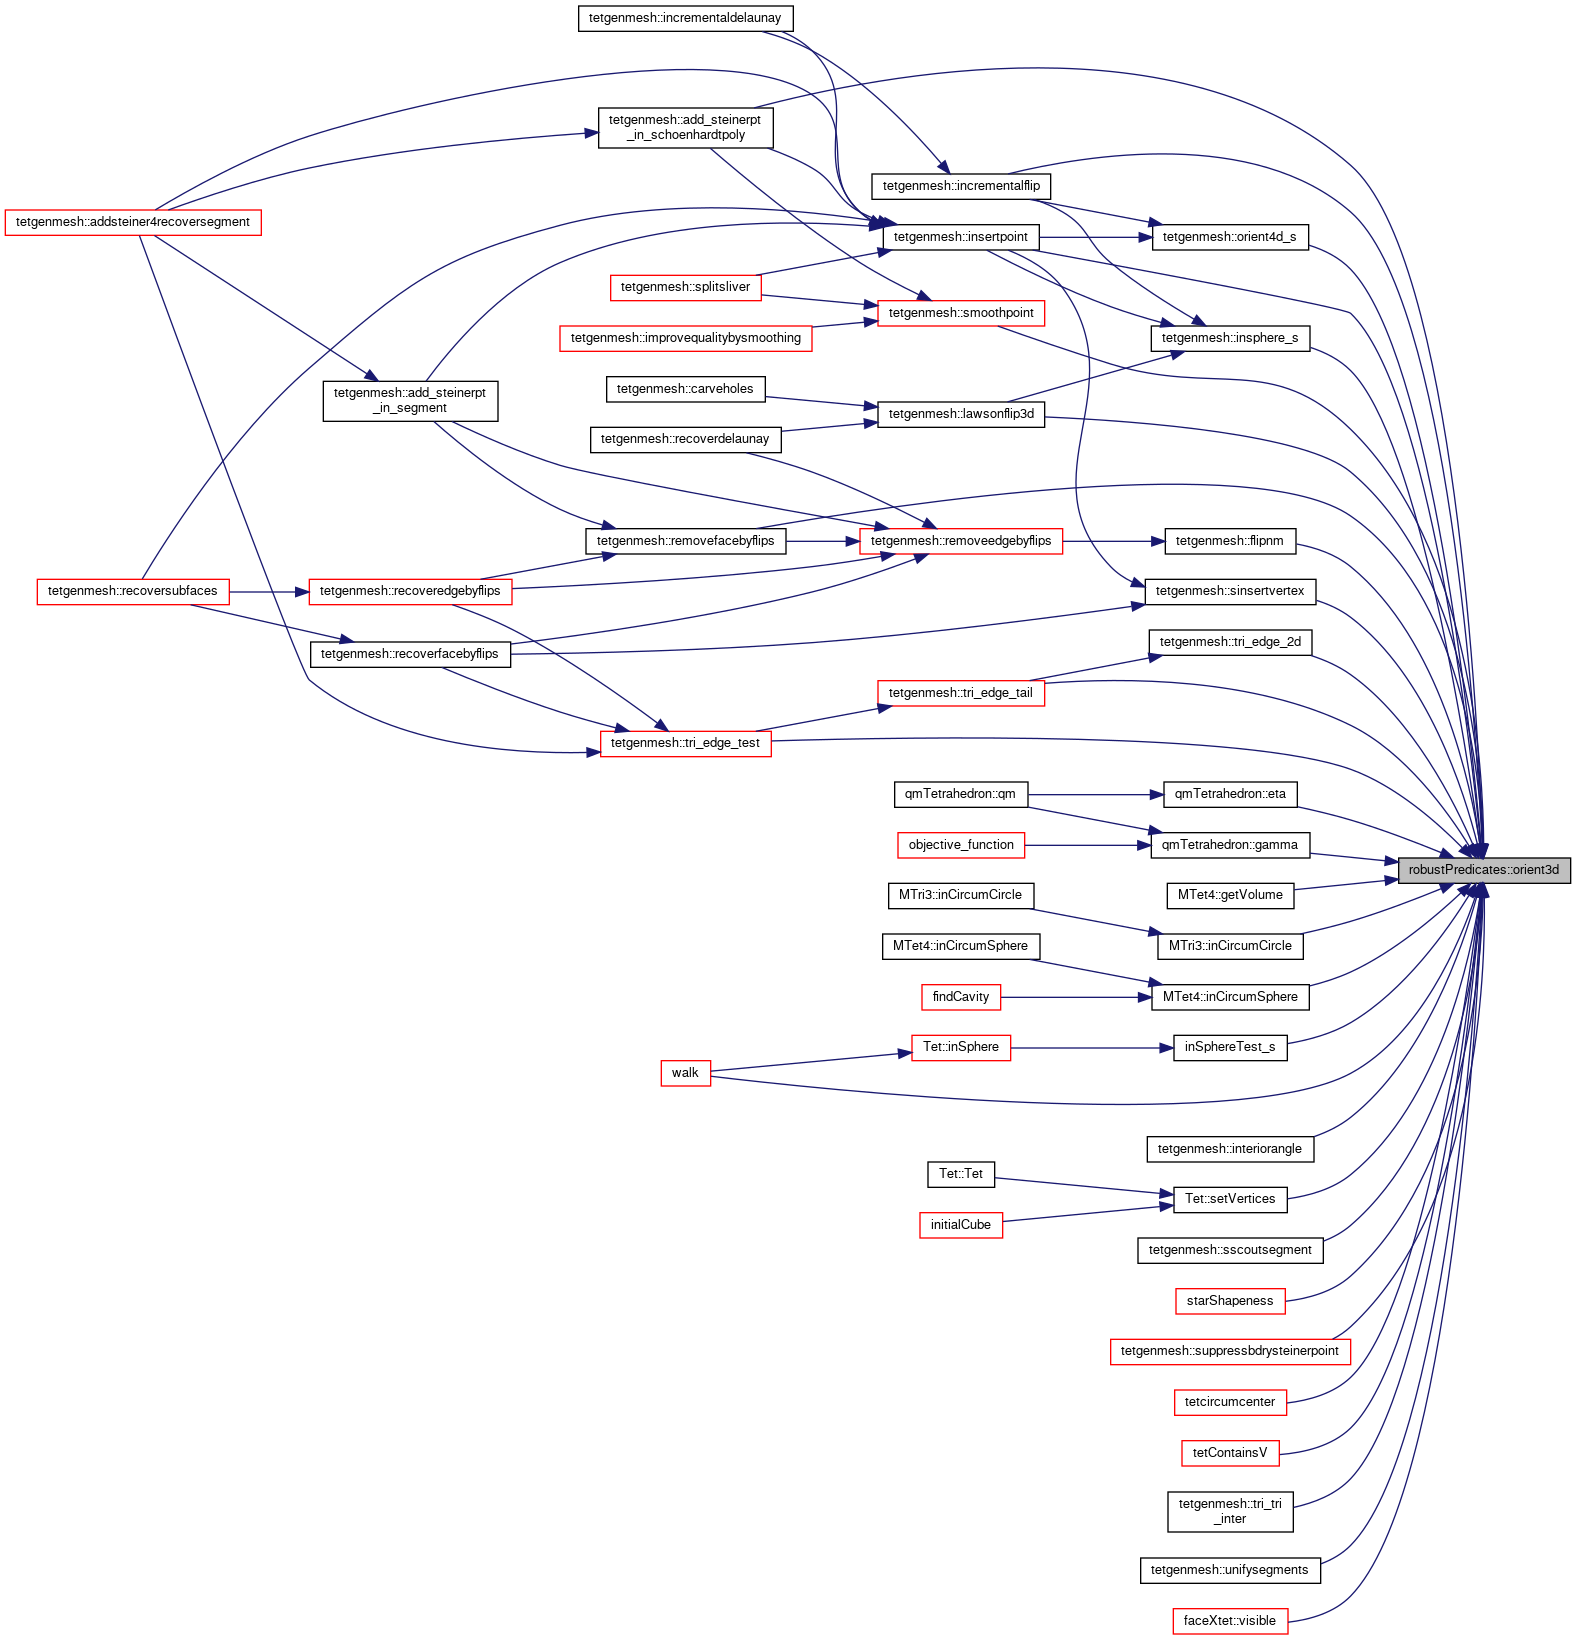 tetgenmesh::incrementaldelaunay
tetgenmesh::add_steinerpt
_in_schoenhardtpoly
tetgenmesh::incrementalflip
tetgenmesh::addsteiner4recoversegment
tetgenmesh::insertpoint
tetgenmesh::orient4d_s
tetgenmesh::splitsliver
tetgenmesh::smoothpoint
tetgenmesh::improvequalitybysmoothing
tetgenmesh::insphere_s
tetgenmesh::carveholes
tetgenmesh::add_steinerpt
_in_segment
tetgenmesh::lawsonflip3d
tetgenmesh::recoverdelaunay
tetgenmesh::removefacebyflips
tetgenmesh::removeedgebyflips
tetgenmesh::flipnm
tetgenmesh::recoversubfaces
tetgenmesh::recoveredgebyflips
tetgenmesh::sinsertvertex
tetgenmesh::recoverfacebyflips
tetgenmesh::tri_edge_2d
tetgenmesh::tri_edge_tail
tetgenmesh::tri_edge_test
qmTetrahedron::qm
qmTetrahedron::eta
objective_function
qmTetrahedron::gamma
robustPredicates::orient3d
MTri3::inCircumCircle
MTet4::getVolume
MTet4::inCircumSphere
MTri3::inCircumCircle
findCavity
MTet4::inCircumSphere
Tet::inSphere
inSphereTest_s
walk
tetgenmesh::interiorangle
Tet::Tet
Tet::setVertices
initialCube
tetgenmesh::sscoutsegment
starShapeness
tetgenmesh::suppressbdrysteinerpoint
tetcircumcenter
tetContainsV
tetgenmesh::tri_tri
_inter
tetgenmesh::unifysegments
faceXtet::visible